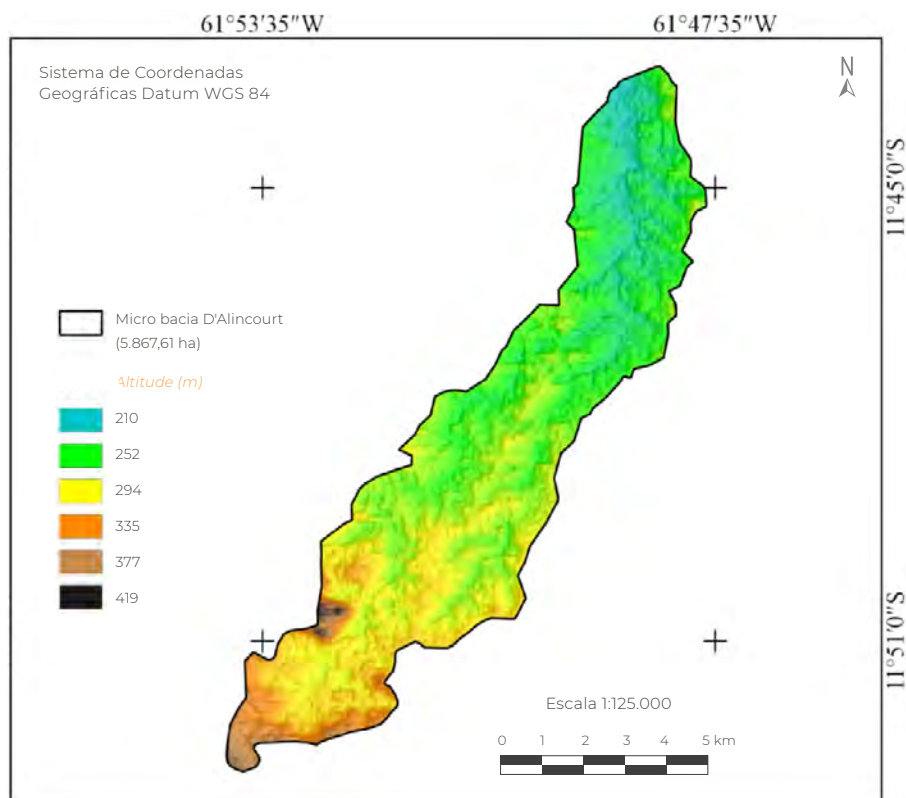 61°53'35"W 61°47'35"W
Sistema de Coordenadas
Geográficas Datum WGS 84
N
11°45'0"S
Micro bacia D'Alincourt
(5.867,61 ha)
Altitude (m)
210
252
294
335
377
419
11°51'0"S
Escala 1:125.000
0 1 2 3 4 5 km